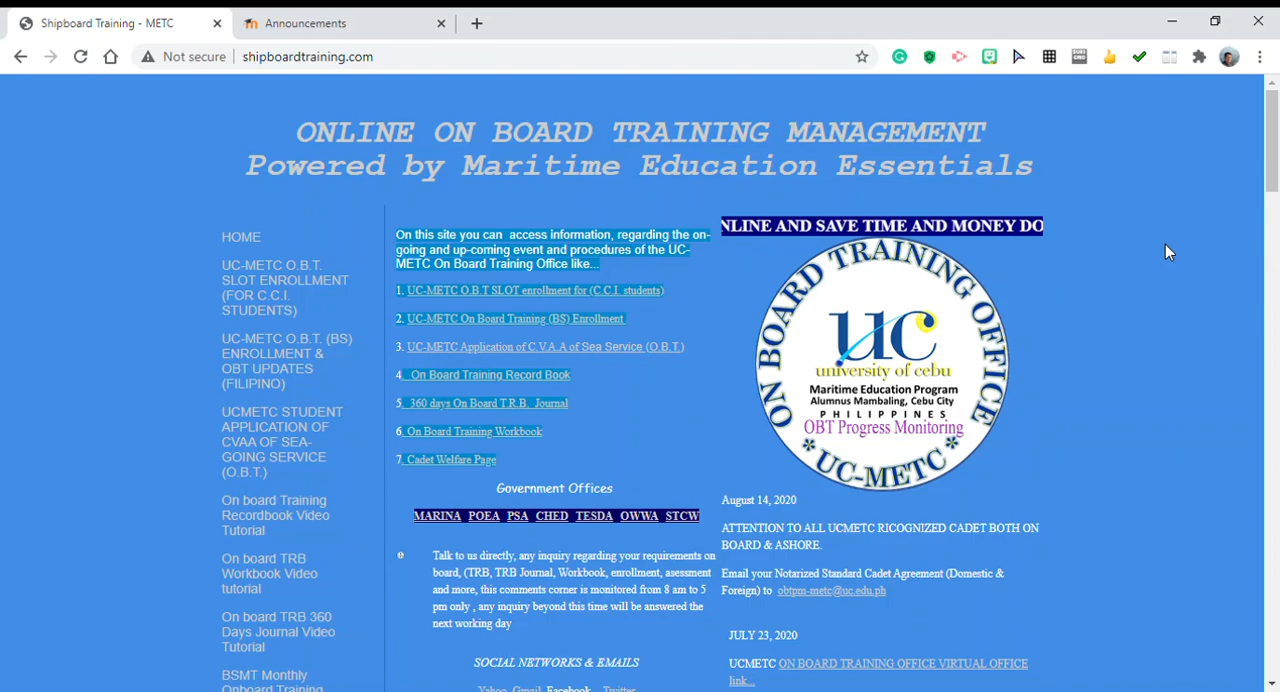 Shipboard Training - METC
Announcements
Not secure
shipboardtraining.com
ONLINE ON BOARD TRAINING MANAGEMENT
Powered by Maritime Education Essentials
HOME
UC-METC O.B.T.
SLOT ENROLLMENT
(FOR C.C.I.
STUDENTS)
UC-METC O.B.T. (BS)
ENROLLMENT &
OBT UPDATES
(FILIPINO)
UCMETC STUDENT
APPLICATION OF
CVAA OF SEA-
GOING SERVICE
(O.B.T.)
On board Training
Recordbook Video
Tutorial
On board TRB
Workbook Video
tutorial
On board TRB 360
Days Journal Video
Tutorial
BSMT Monthly
Onboard Training
On this site you can access information, regarding the on-
going and up-coming event and procedures of the UC-
METC On Board Training Office like...
1. UC-METC O.B.T SLOT enrollment for (C.C.I. students)
2. UC-METC On Board Training (BS) Enrollment
3. UC-METC Application of C.V.A.A of Sea Service (O.B.T.)
4. On Board Training Record Book
5. 360 days On Board T.R.B. Journal
6. On Board Training Workbook
7. Cadet Welfare Page
Government Offices
MARINA POEA PSA CHED TESDA OWWA STCW
Talk to us directly, any inquiry regarding your requirements on
board, (TRB, TRB Journal, Workbook, enrollment, asessment
and more, this comments corner is monitored from 8 am to 5
pm only , any inquiry beyond this time will be answered the
next working day
SOCIAL NETWORKS & EMAILS
Yahoo Gmail Facebook Twitter
NLINE AND SAVE TIME AND MONEY DO
ON BOARD TRAINING OFFICE
uc
university of cebu
Maritime Education Program
Alumnus Mambaling, Cebu City
PHILIPPINES
OBT Progress Monitoring
* UC-METC *
August 14, 2020
ATTENTION TO ALL UCMETC RICOGNIZED CADET BOTH ON
BOARD & ASHORE.
Email your Notarized Standard Cadet Agreement (Domestic &
Foreign) to obtpm-metc@uc.edu.ph
JULY 23, 2020
UCMETC ON BOARD TRAINING OFFICE VIRTUAL OFFICE
link...